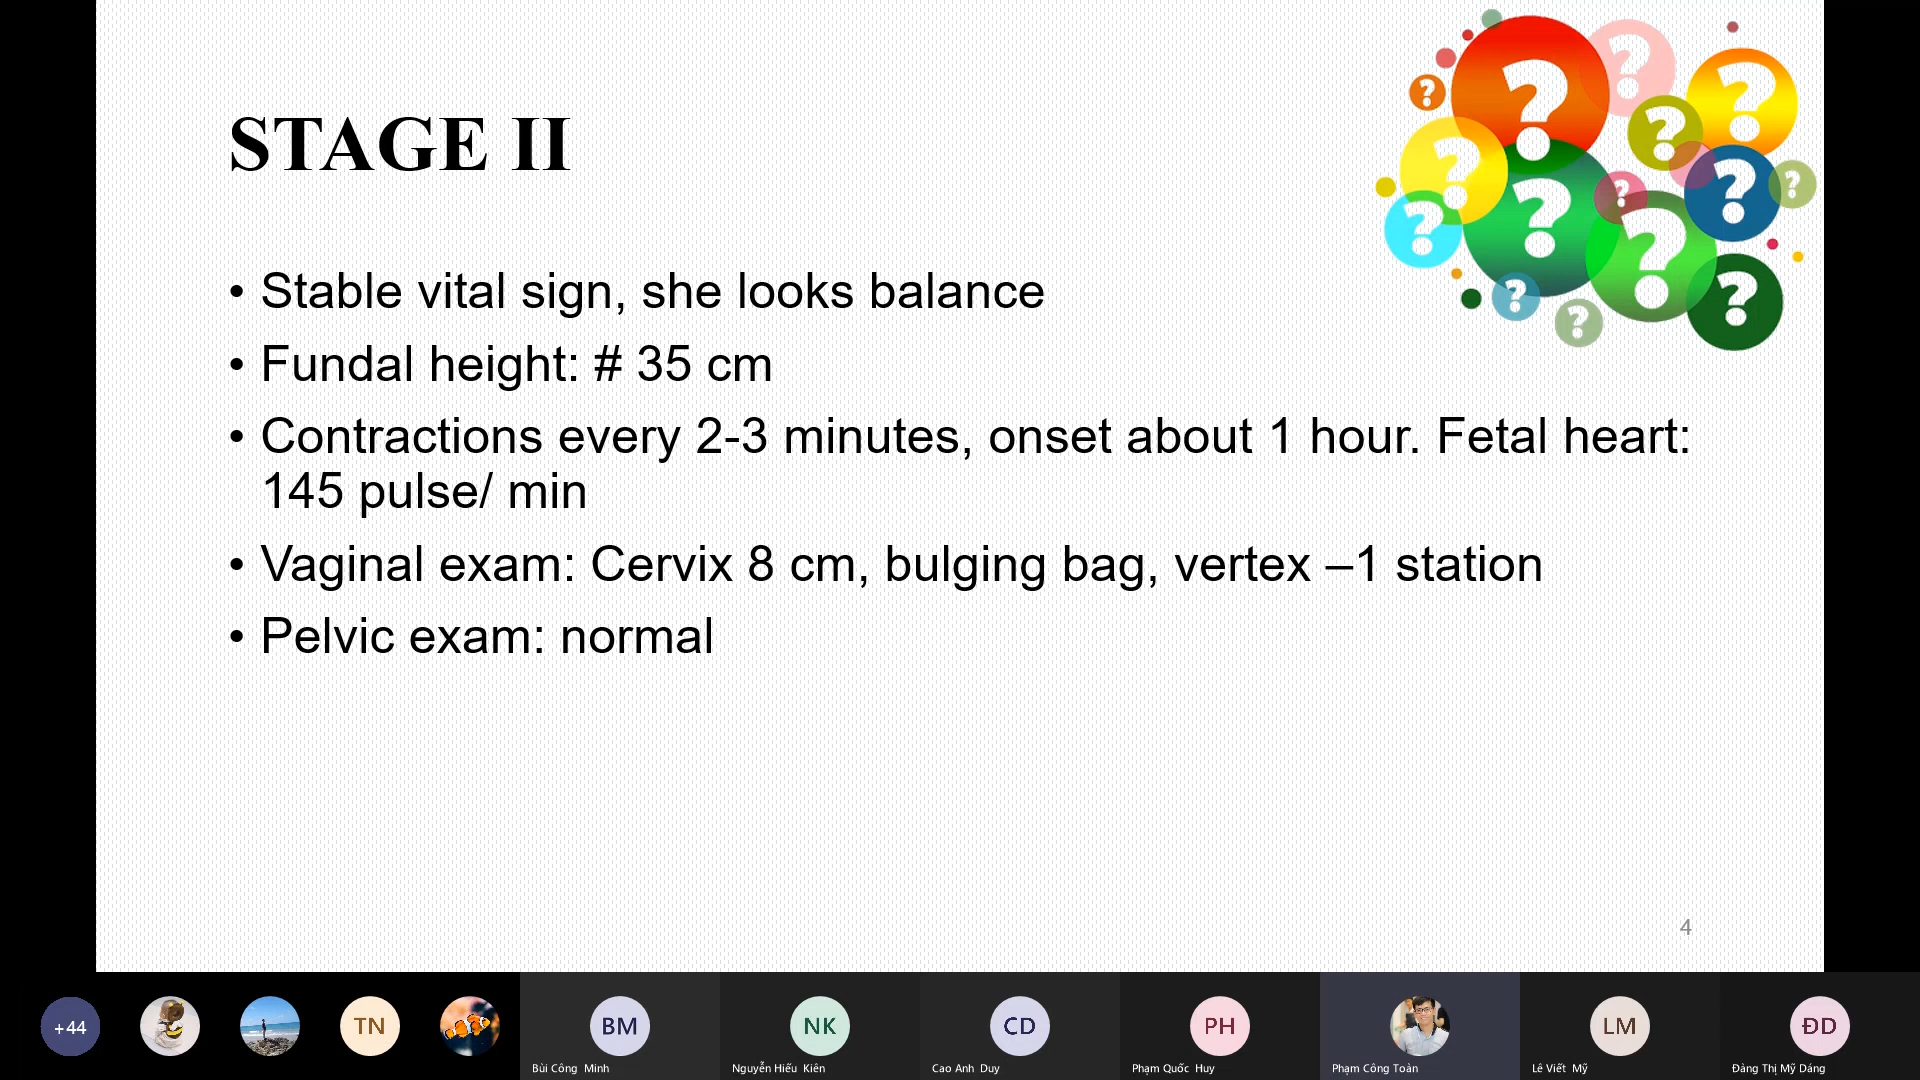 STAGE II
• Stable vital sign, she looks balance
• Fundal height: # 35 cm
• Contractions every 2-3 minutes, onset about 1 hour. Fetal heart:
145 pulse/ min
• Vaginal exam: Cervix 8 cm, bulging bag, vertex –1 station
• Pelvic exam: normal
4
+44
TN
BM
NK
CD
PH
LM
ĐD
Bùi Công Minh
Nguyễn Hiếu Kiên
Cao Anh Duy
Phạm Quốc Huy
Phạm Công Toàn
Lê Viết Mỹ
Đàng Thị Mỹ Dáng